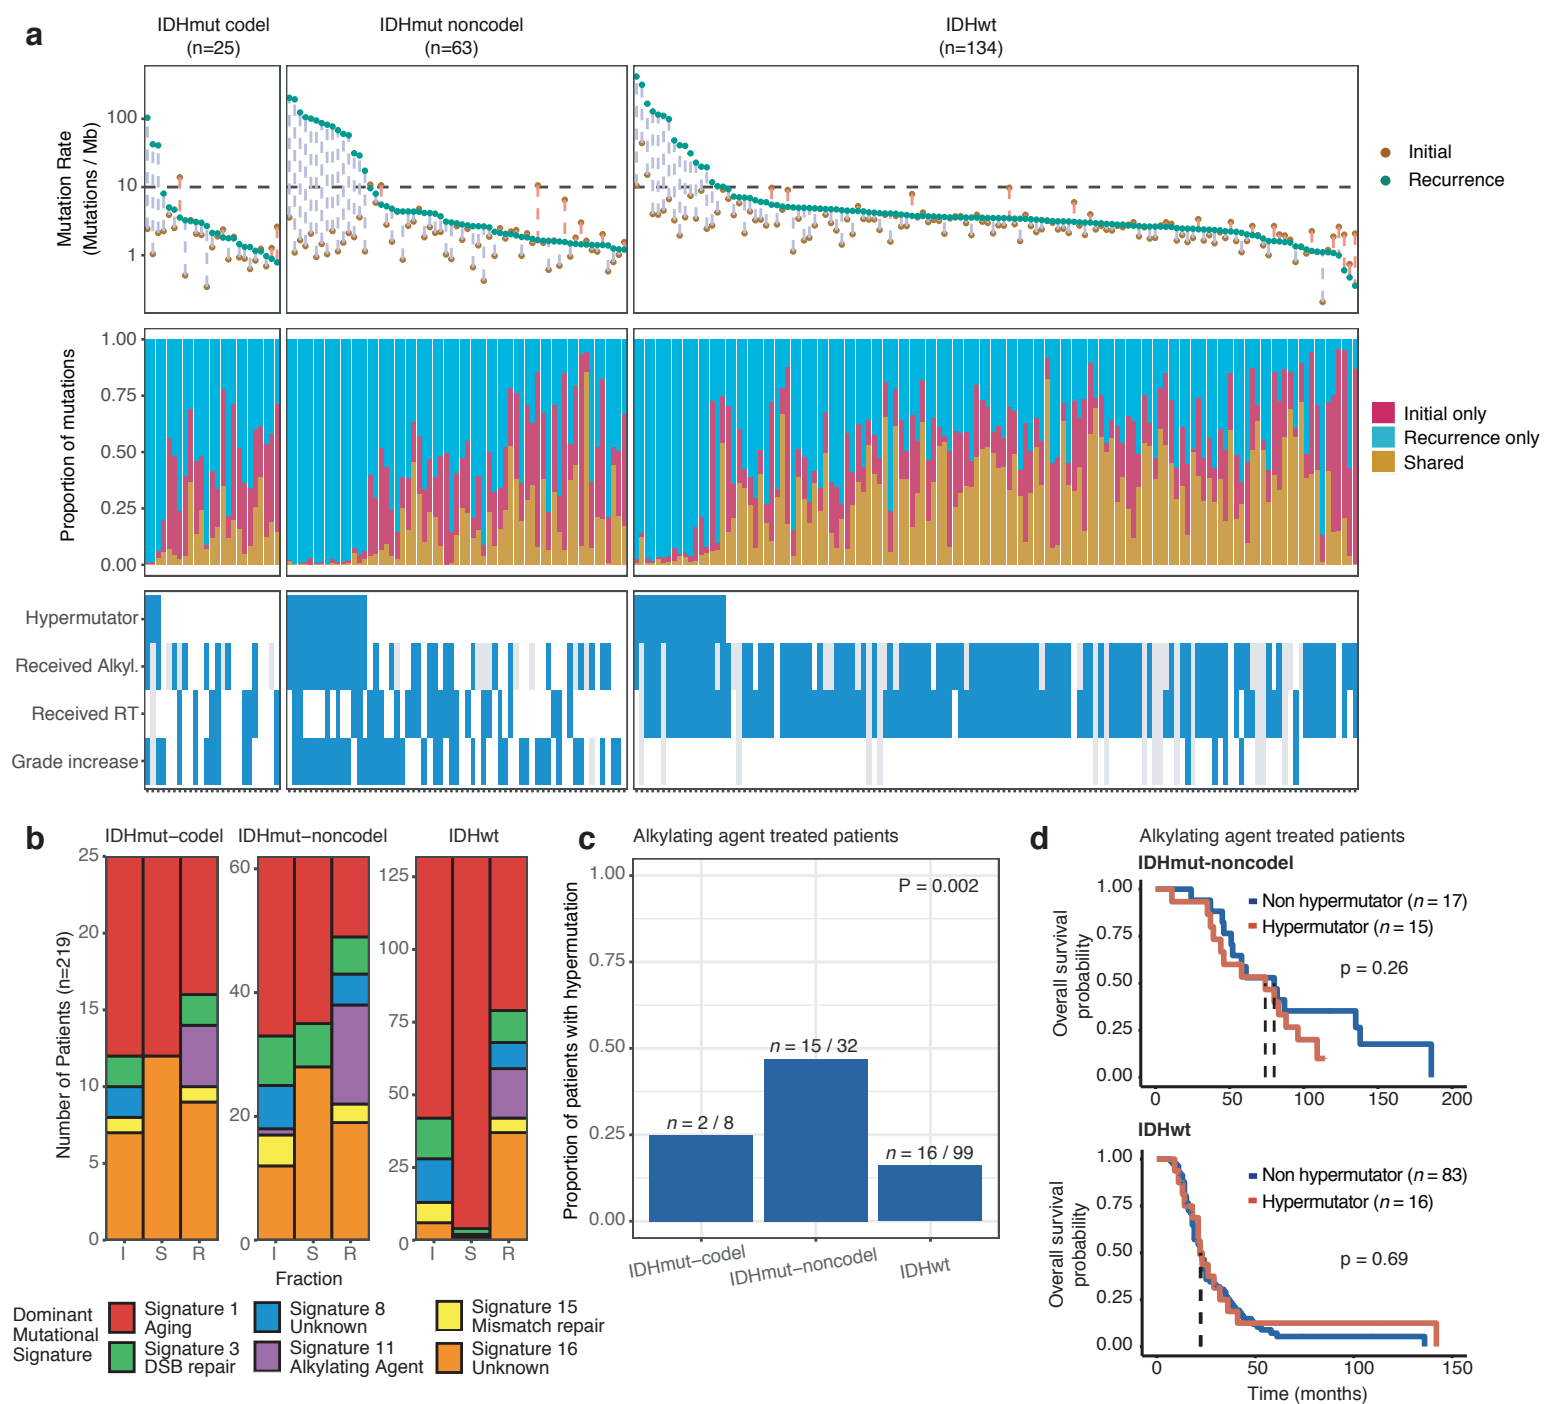 a
IDHmut codel
(n=25)
IDHmut noncodel
(n=63)
IDHwt
(n=134)
Mutation Rate
(Mutations / Mb)
100
10
1
Initial
Recurrence
Proportion of mutations
1.00
0.75
0.50
0.25
0.00
Initial only
Recurrence only
Shared
Hypermutator
Received Alkyl.
Received RT
Grade increase
b
IDHmut–codel
IDHmut–noncodel
IDHwt
Number of Patients (n=219)
25
20
15
10
5
0
60
40
20
0
125
100
75
50
25
0
I S R
I S R
I S R
Fraction
Dominant
Mutational
Signature
Signature 1
Aging
Signature 3
DSB repair
Signature 8
Unknown
Signature 11
Alkylating Agent
Signature 15
Mismatch repair
Signature 16
Unknown
c
Alkylating agent treated patients
Proportion of patients with hypermutation
1.00
0.75
0.50
0.25
0.00
P = 0.002
n = 2 / 8
n = 15 / 32
n = 16 / 99
IDHmut–codel
IDHmut–noncodel
IDHwt
d
Alkylating agent treated patients
IDHmut-noncodel
Overall survival
probability
1.00
0.75
0.50
0.25
0.00
Non hypermutator (n = 17)
Hypermutator (n = 15)
p = 0.26
0 50 100 150 200
IDHwt
Overall survival
probability
1.00
0.75
0.50
0.25
0.00
Non hypermutator (n = 83)
Hypermutator (n = 16)
p = 0.69
0 50 100 150
Time (months)